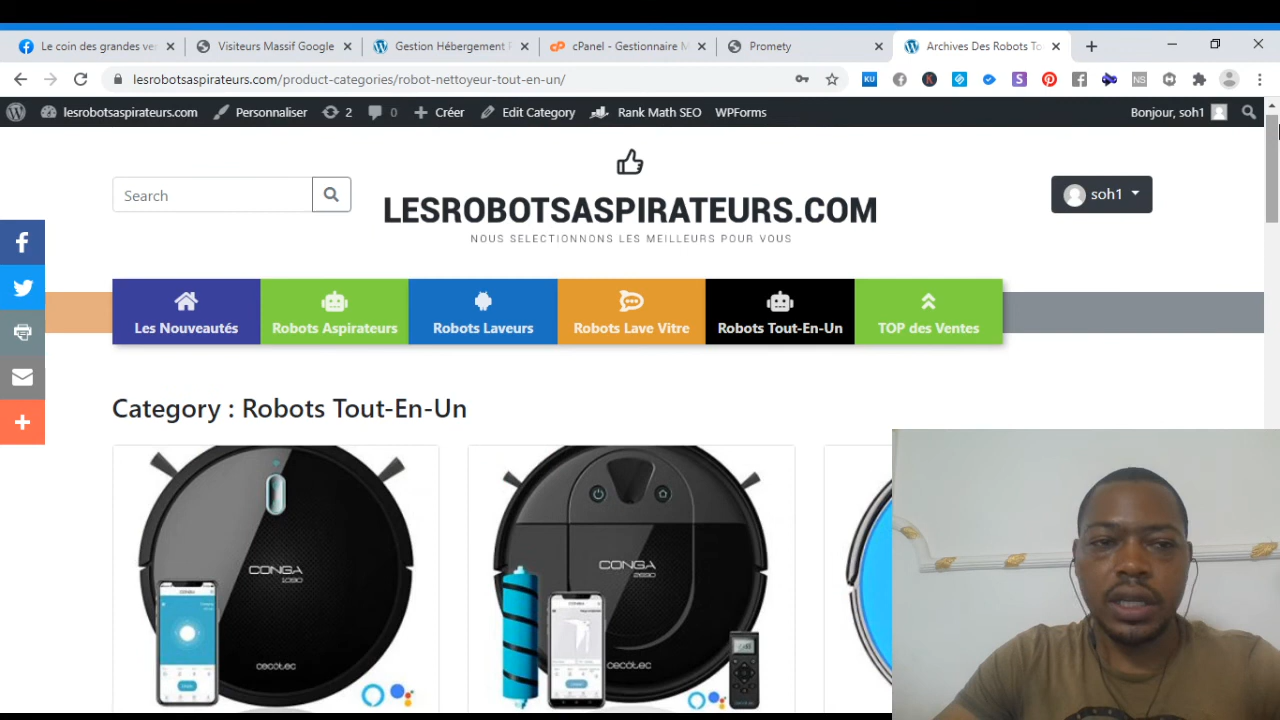 Le coin des grandes ve
Visiteurs Massif Google
Gestion Hébergement
cPanel - Gestionnaire M
Promety
Archives Des Robots To
lesrobotsaspirateurs.com/product-categories/robot-nettoyeur-tout-en-un/
KU
K
S
NS
lesrobotsaspirateurs.com
Personnaliser
2
0
Créer
Edit Category
Rank Math SEO
WPForms
Bonjour, soh1
Search
LESROBOTSASPIRATEURS.COM
NOUS SELECTIONNONS LES MEILLEURS POUR VOUS
soh1
Les Nouveautés
Robots Aspirateurs
Robots Laveurs
Robots Lave Vitre
Robots Tout-En-Un
TOP des Ventes
Category : Robots Tout-En-Un
CONGA
1090
cecotec
CONGA
cecotec